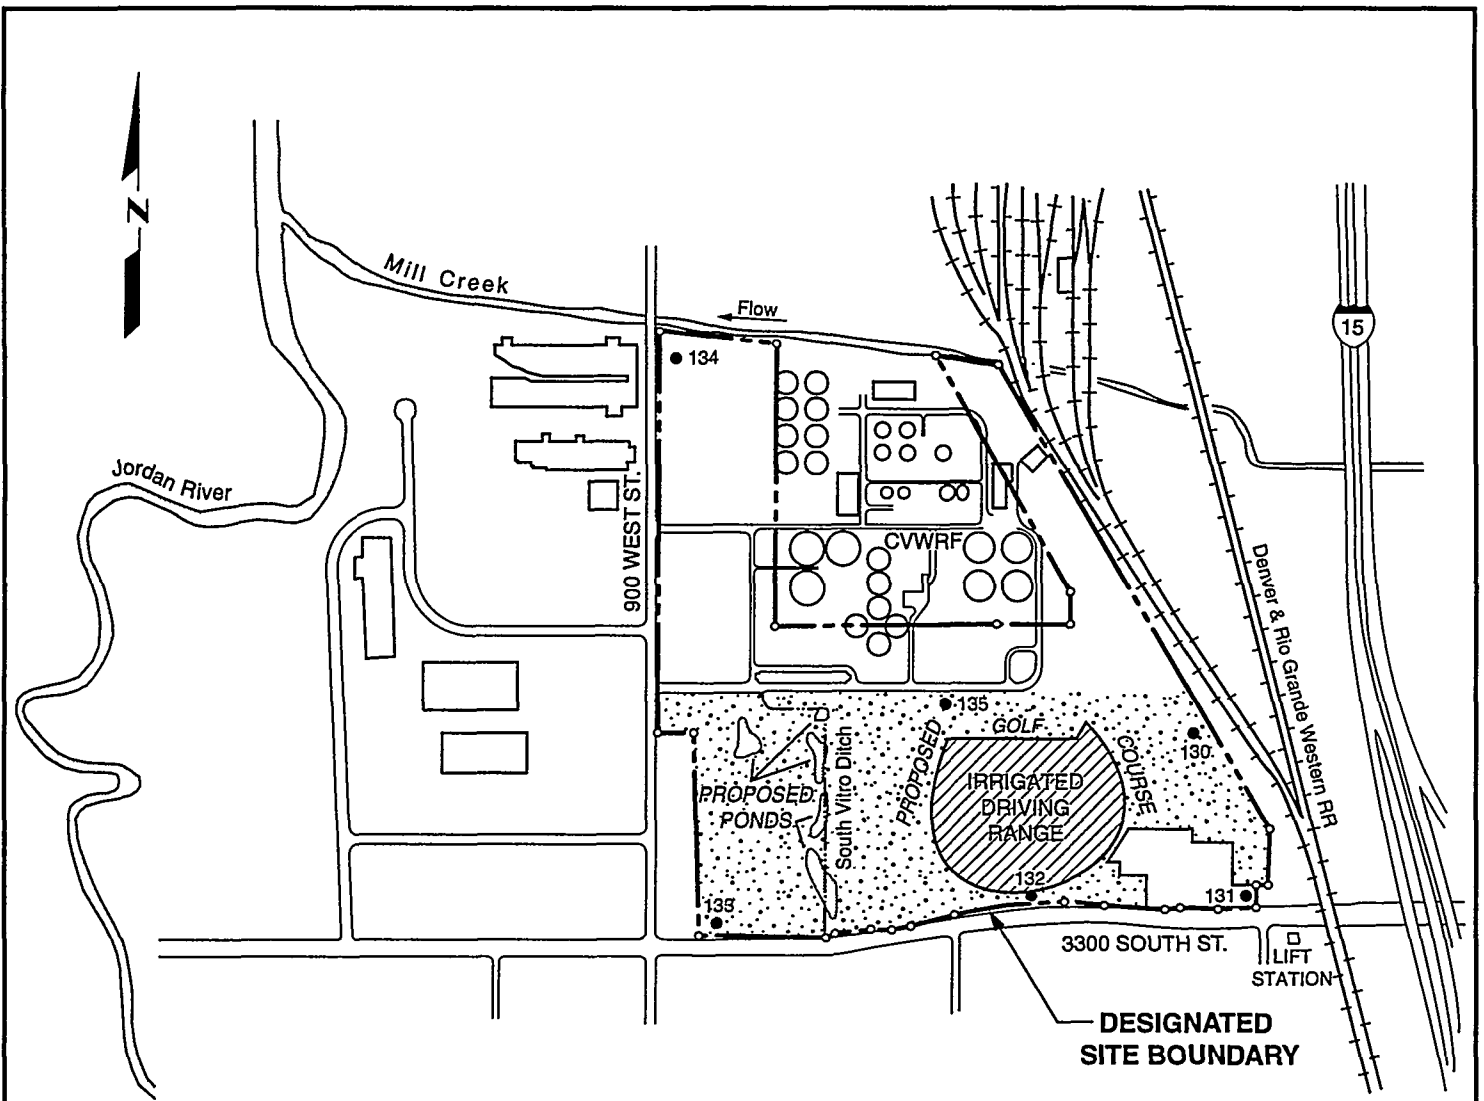 N
Mill Creek
Flow
15
134
Jordan River
900 WEST ST.
CVWRF
Denver & Rio Grande Western RR
135
GOLF
PROPOSED
COURSE
130
South Vitro Ditch
IRRIGATED
DRIVING
RANGE
PROPOSED
PONDS
132
131
133
3300 SOUTH ST.
LIFT
STATION
DESIGNATED
SITE BOUNDARY